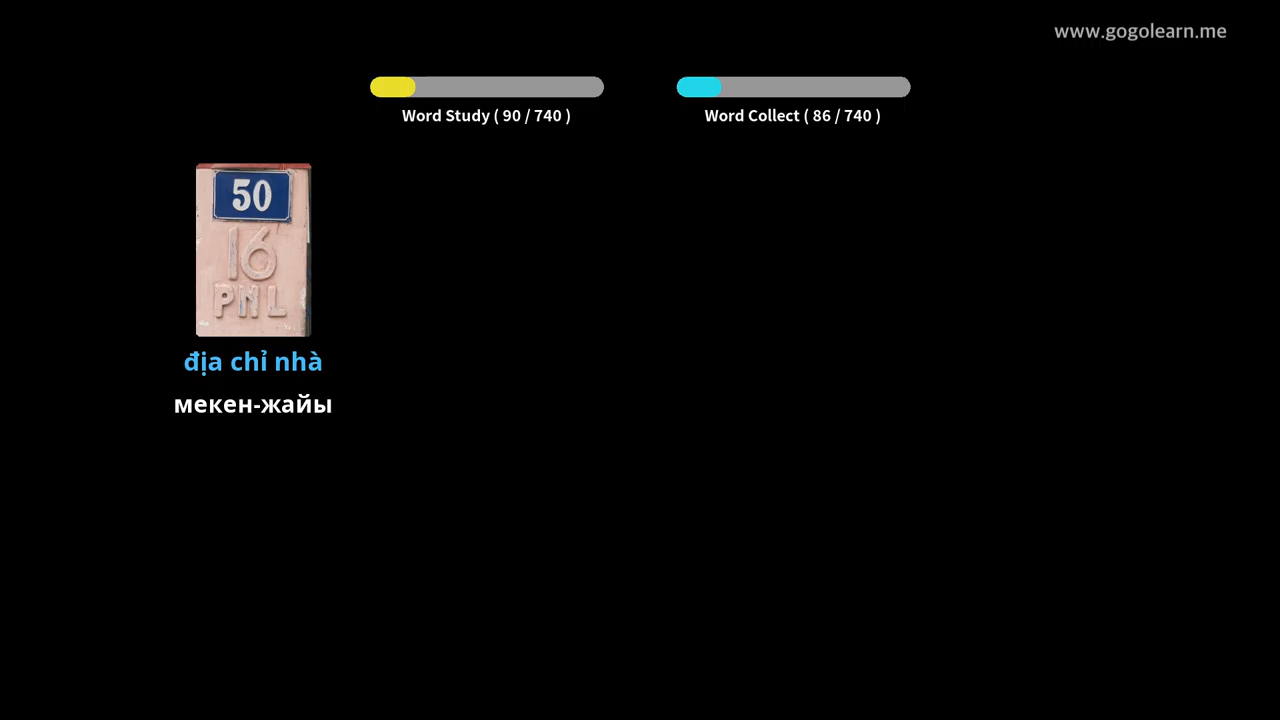 www.gogolearn.me
Word Study ( 90 / 740 )
Word Collect ( 86 / 740 )
50
16
PNL
địa chỉ nhà
мекен-жайы